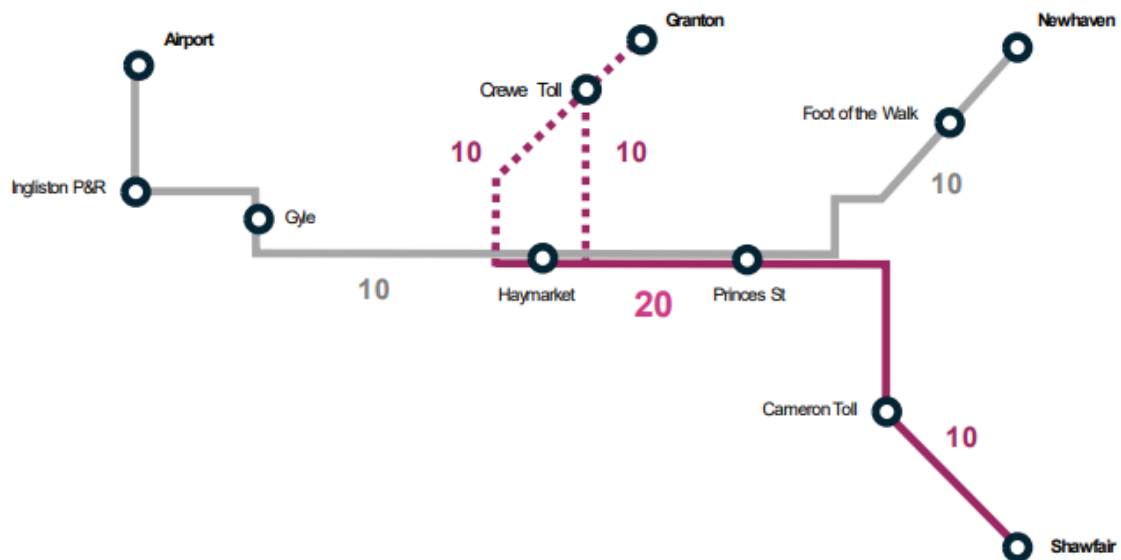 Granton
Newhaven
Airport
Crewe Toll
Foot of the Walk
10
10
Ingliston P&R
10
Gyle
10
Haymarket
20
Princes St
Cameron Toll
10
Shawfair